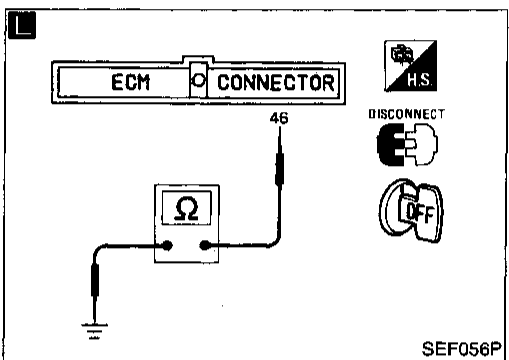 L
ECM CONNECTOR
H.S.
DISCONNECT
46
Ω
OFF
SEF056P